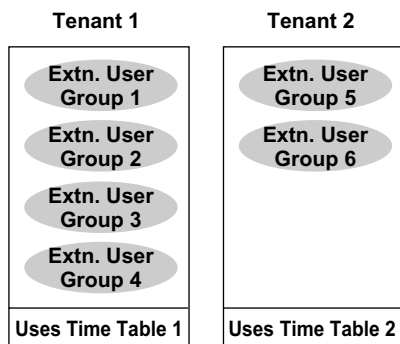 Tenant 1
Extn. User
Group 1
Extn. User
Group 2
Extn. User
Group 3
Extn. User
Group 4
Uses Time Table 1
Tenant 2
Extn. User
Group 5
Extn. User
Group 6
Uses Time Table 2